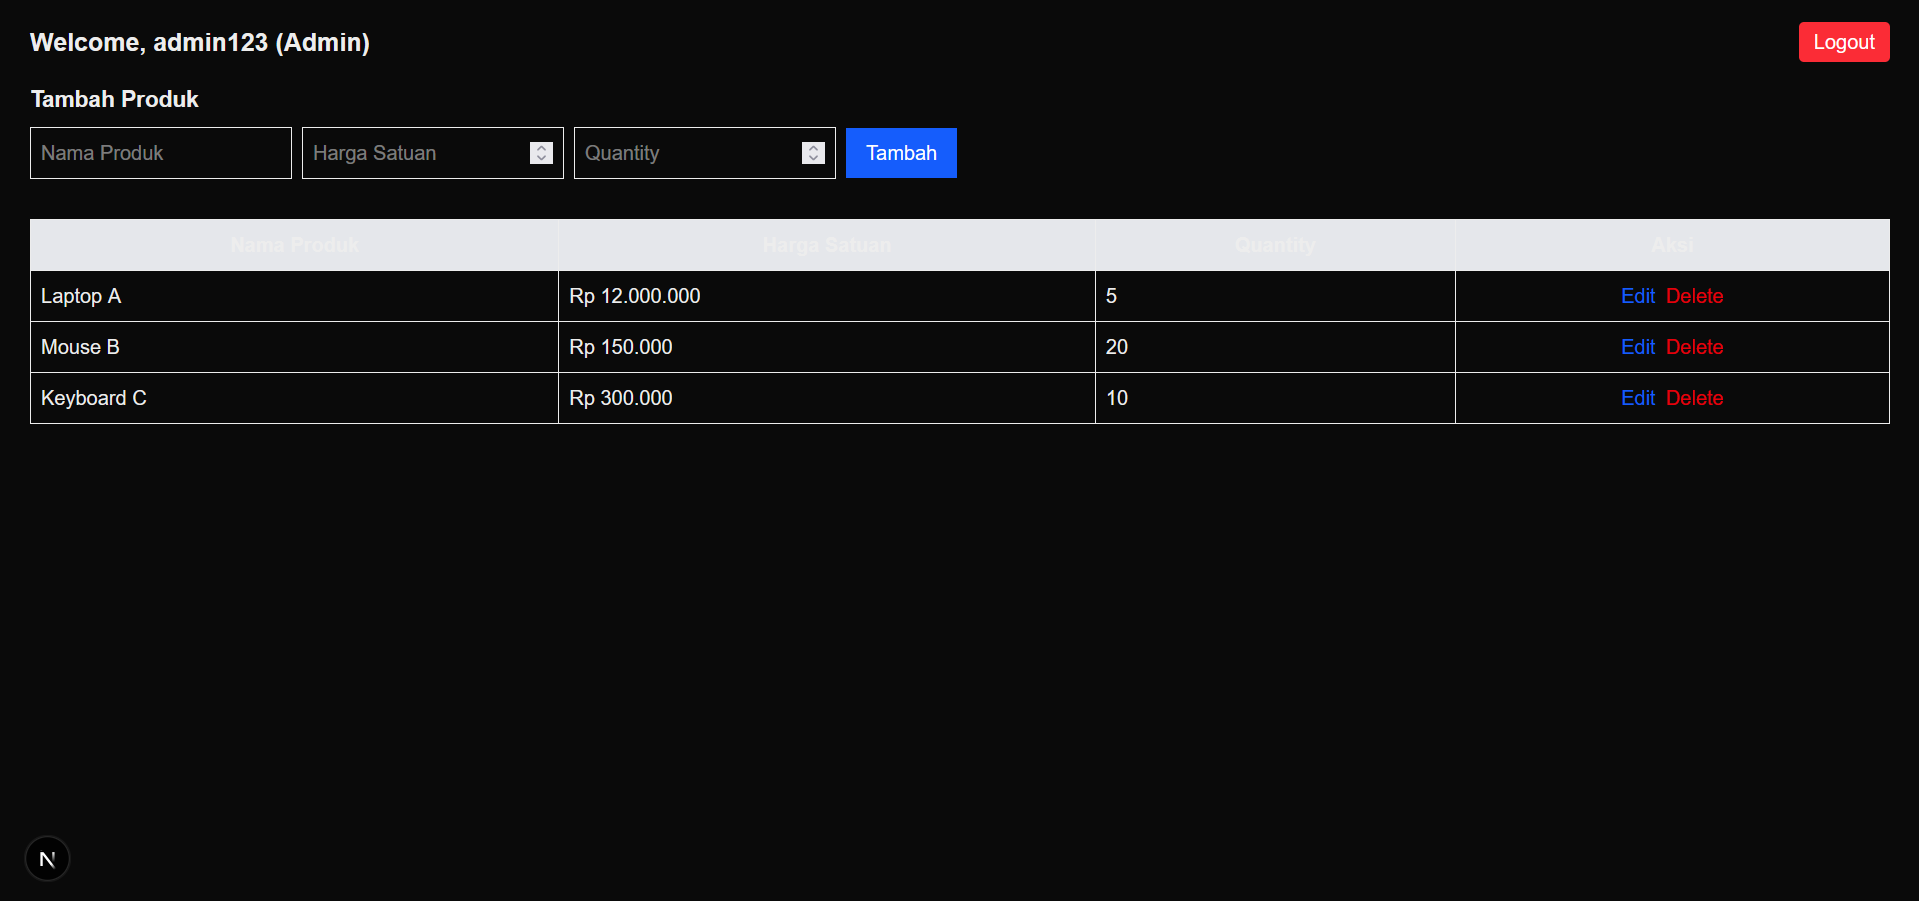 Welcome, admin123 (Admin)
Logout
Tambah Produk
Nama Produk
Harga Satuan
Quantity
Tambah
Nama Produk Harga Satuan Quantity Aksi
Laptop A Rp 12.000.000 5 Edit Delete
Mouse B Rp 150.000 20 Edit Delete
Keyboard C Rp 300.000 10 Edit Delete
N